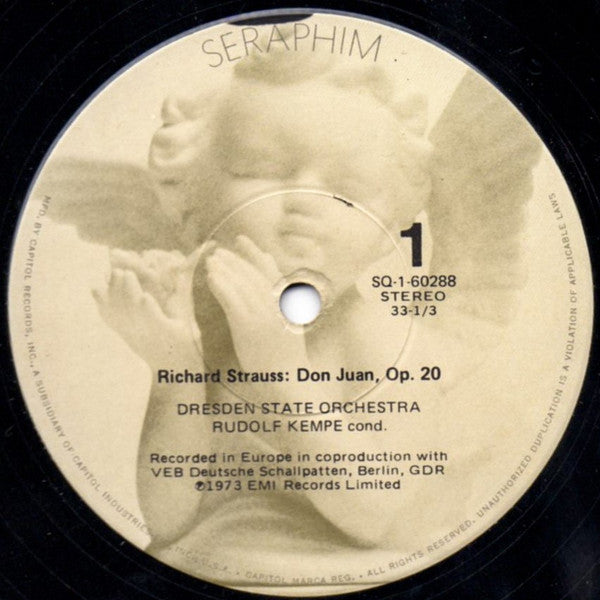 SERAPHIM
1
SQ-1-60288
STEREO
33-1/3
Richard Strauss: Don Juan, Op. 20
DRESDEN STATE ORCHESTRA
RUDOLF KEMPE cond.
Recorded in Europe in coproduction with
VEB Deutsche Schallpatten, Berlin, GDR
℗1973 EMI Records Limited
MFD. BY CAPITOL RECORDS, INC., A SUBSIDIARY OF CAPITOL INDUSTRIES, INC. U.S.A. • CAPITOL MARCA REG. • ALL RIGHTS RESERVED. UNAUTHORIZED DUPLICATION IS A VIOLATION OF APPLICABLE LAWS